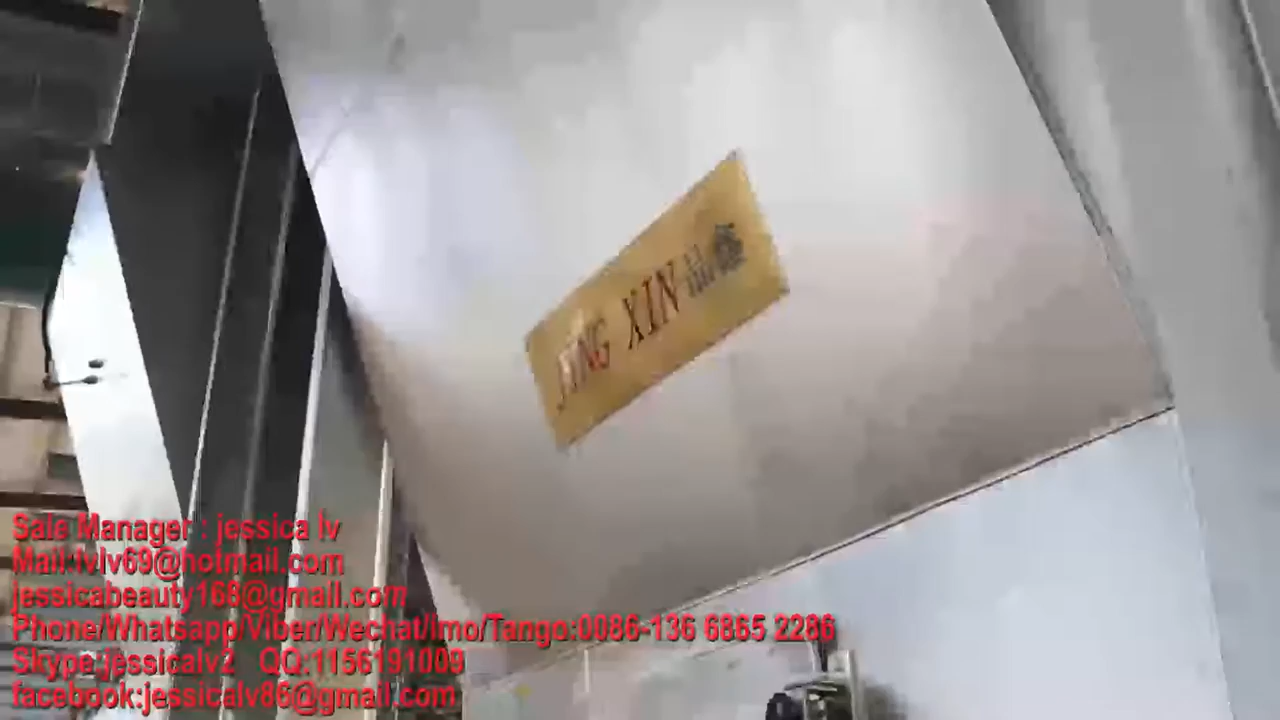 XIN 晶鑫
Sale Manager : jessica lv
Mail:lvlv69@hotmail.com
jessicabeauty168@gmail.com
Phone/Whatsapp/Viber/Wechat/Imo/Tango:0086-136 6865 2286
Skype:jessicalv2 QQ:1156191009
facebook:jessicalv86@gmail.com